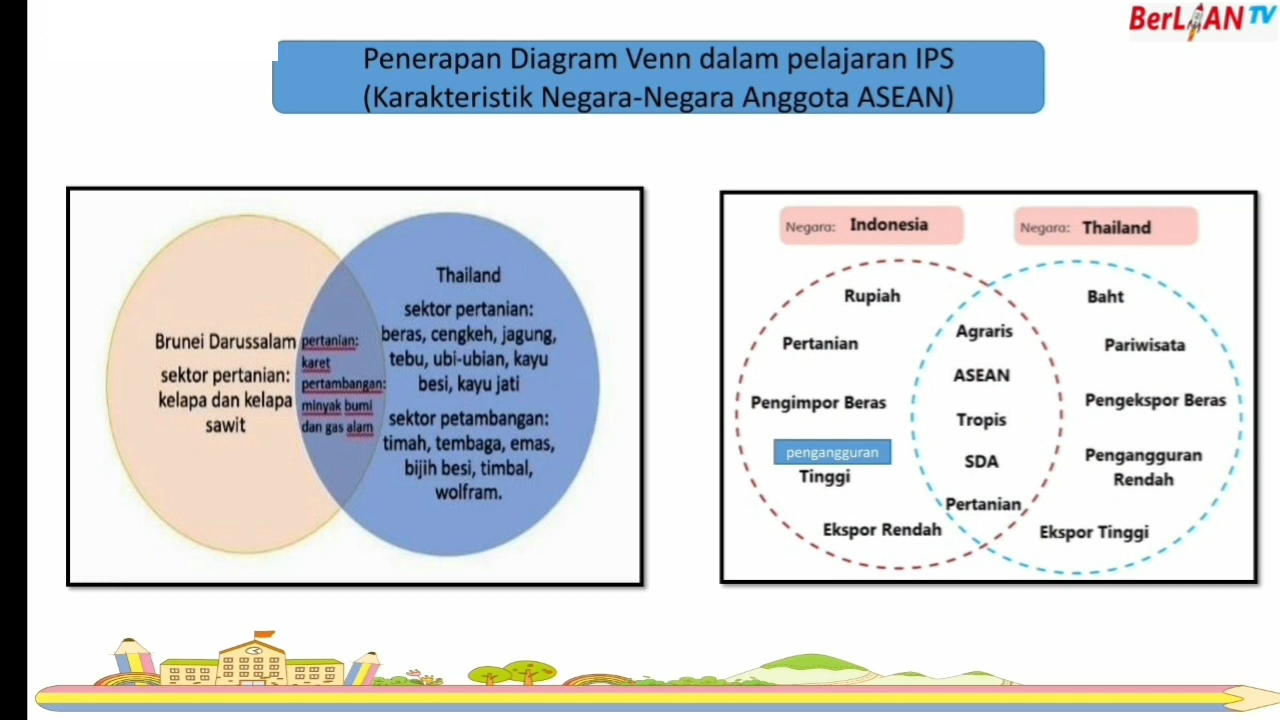 BerLIAN TV
Penerapan Diagram Venn dalam pelajaran IPS
(Karakteristik Negara-Negara Anggota ASEAN)
Brunei Darussalam
sektor pertanian:
kelapa dan kelapa
sawit
pertanian:
karet
pertambangan:
minyak bumi
dan gas alam
Thailand
sektor pertanian:
beras, cengkeh, jagung,
tebu, ubi-ubian, kayu
besi, kayu jati
sektor petambangan:
timah, tembaga, emas,
bijih besi, timbal,
wolfram.
Negara: Indonesia
Negara: Thailand
Rupiah
Pertanian
Pengimpor Beras
pengangguran
Tinggi
Ekspor Rendah
Agraris
ASEAN
Tropis
SDA
Pertanian
Baht
Pariwisata
Pengekspor Beras
Pengangguran
Rendah
Ekspor Tinggi